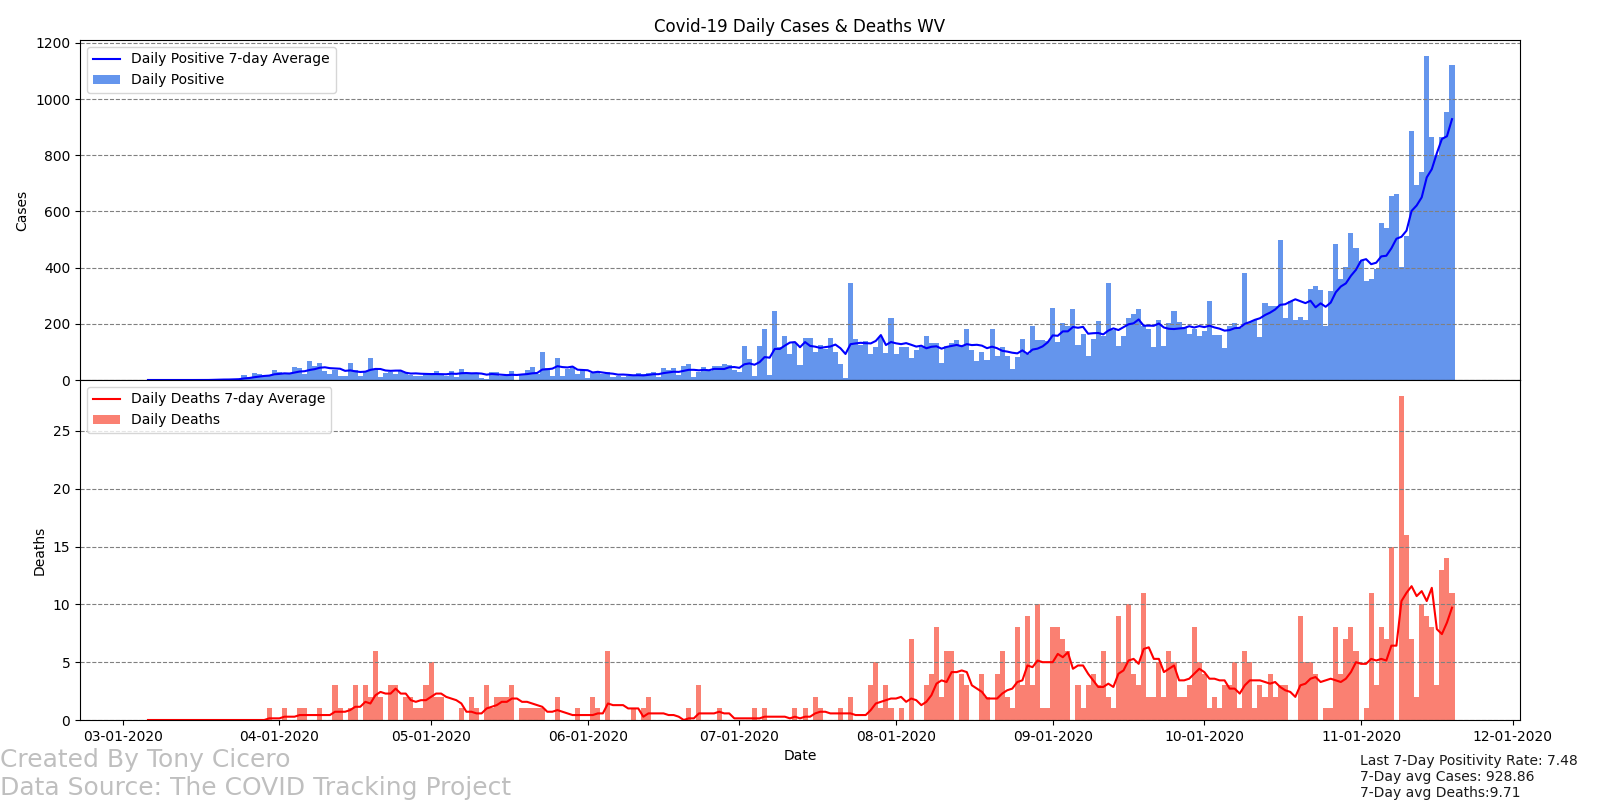 Covid-19 Daily Cases & Deaths WV
Daily Positive 7-day Average
Daily Positive
1200
1000
800
600
400
200
0
Cases
Daily Deaths 7-day Average
Daily Deaths
25
20
15
10
5
0
Deaths
03-01-2020 04-01-2020 05-01-2020 06-01-2020 07-01-2020 08-01-2020 09-01-2020 10-01-2020 11-01-2020 12-01-2020
Date
Created By Tony Cicero
Data Source: The COVID Tracking Project
Last 7-Day Positivity Rate: 7.48
7-Day avg Cases: 928.86
7-Day avg Deaths:9.71